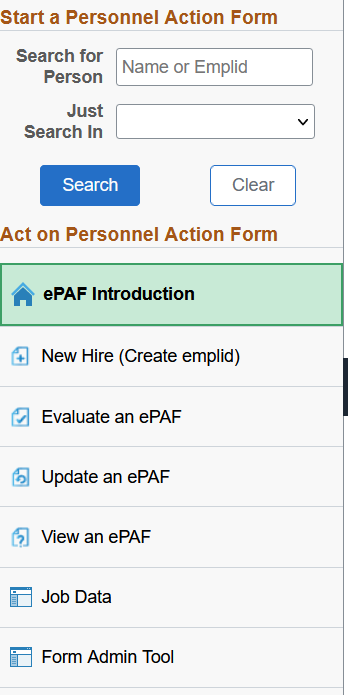 Start a Personnel Action Form
Search for
Person
Name or Emplid
Just
Search In
Search
Clear
Act on Personnel Action Form
ePAF Introduction
New Hire (Create emplid)
Evaluate an ePAF
Update an ePAF
View an ePAF
Job Data
Form Admin Tool